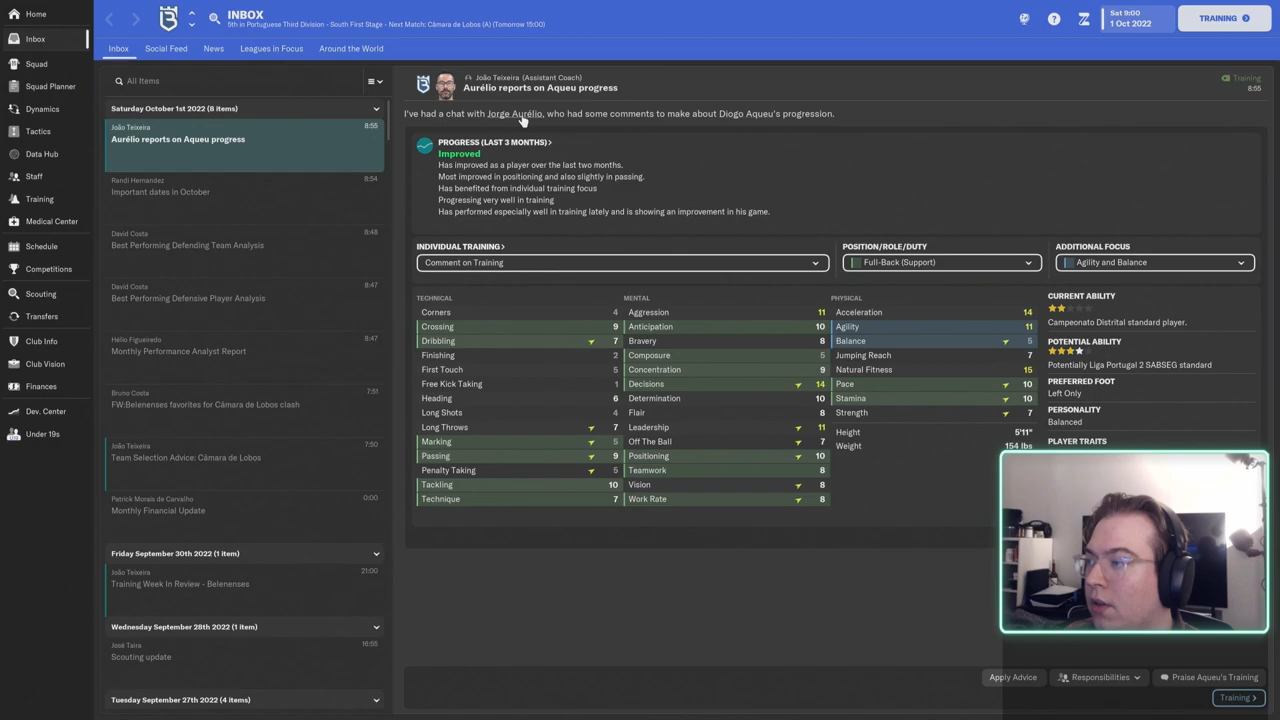 Home
Inbox
Squad
Squad Planner
Dynamics
Tactics
Data Hub
Staff
Training
Medical Center
Schedule
Competitions
Scouting
Transfers
Club Info
Club Vision
Finances
Dev. Center
Under 19s
INBOX
5th in Portuguese Third Division - South First Stage - Next Match: Câmara de Lobos (A) (Tomorrow 15:00)
Sat 9:00
1 Oct 2022
TRAINING
Inbox Social Feed News Leagues in Focus Around the World
All Items
Saturday October 1st 2022 (8 items)
João Teixeira 8:55
Aurélio reports on Aqueu progress
Randi Hernandez 8:54
Important dates in October
David Costa 8:48
Best Performing Defending Team Analysis
David Costa 8:47
Best Performing Defensive Player Analysis
Hélio Figueiredo 8:47
Monthly Performance Analyst Report
Bruno Costa 7:51
FW:Belenenses favorites for Câmara de Lobos clash
João Teixeira 7:50
Team Selection Advice: Câmara de Lobos
Patrick Morais de Carvalho 0:00
Monthly Financial Update
Friday September 30th 2022 (1 item)
João Teixeira 21:00
Training Week In Review - Belenenses
Wednesday September 28th 2022 (1 item)
José Taira 16:55
Scouting update
Tuesday September 27th 2022 (4 items)
João Teixeira (Assistant Coach)
Aurélio reports on Aqueu progress
Training
8:55
I've had a chat with Jorge Aurélio, who had some comments to make about Diogo Aqueu's progression.
PROGRESS (LAST 3 MONTHS) >
Improved
Has improved as a player over the last two months.
Most improved in positioning and also slightly in passing.
Has benefited from individual training focus
Progressing very well in training
Has performed especially well in training lately and is showing an improvement in his game.
INDIVIDUAL TRAINING >
Comment on Training
POSITION/ROLE/DUTY
Full-Back (Support)
ADDITIONAL FOCUS
Agility and Balance
TECHNICAL
Corners 4
Crossing 9
Dribbling 7
Finishing 2
First Touch 5
Free Kick Taking 1
Heading 6
Long Shots 4
Long Throws 7
Marking 5
Passing 9
Penalty Taking 5
Tackling 10
Technique 7
MENTAL
Aggression 11
Anticipation 10
Bravery 8
Composure 5
Concentration 9
Decisions 14
Determination 10
Flair 8
Leadership 11
Off The Ball 7
Positioning 10
Teamwork 8
Vision 8
Work Rate 8
PHYSICAL
Acceleration 14
Agility 11
Balance 5
Jumping Reach 7
Natural Fitness 15
Pace 10
Stamina 10
Strength 7
Height 5'11"
Weight 154 lbs
CURRENT ABILITY
Campeonato Distrital standard player.
POTENTIAL ABILITY
Potentially Liga Portugal 2 SABSEG standard
PREFERRED FOOT
Left Only
PERSONALITY
Balanced
PLAYER TRAITS
Apply Advice
Responsibilities
Praise Aqueu's Training
Training >